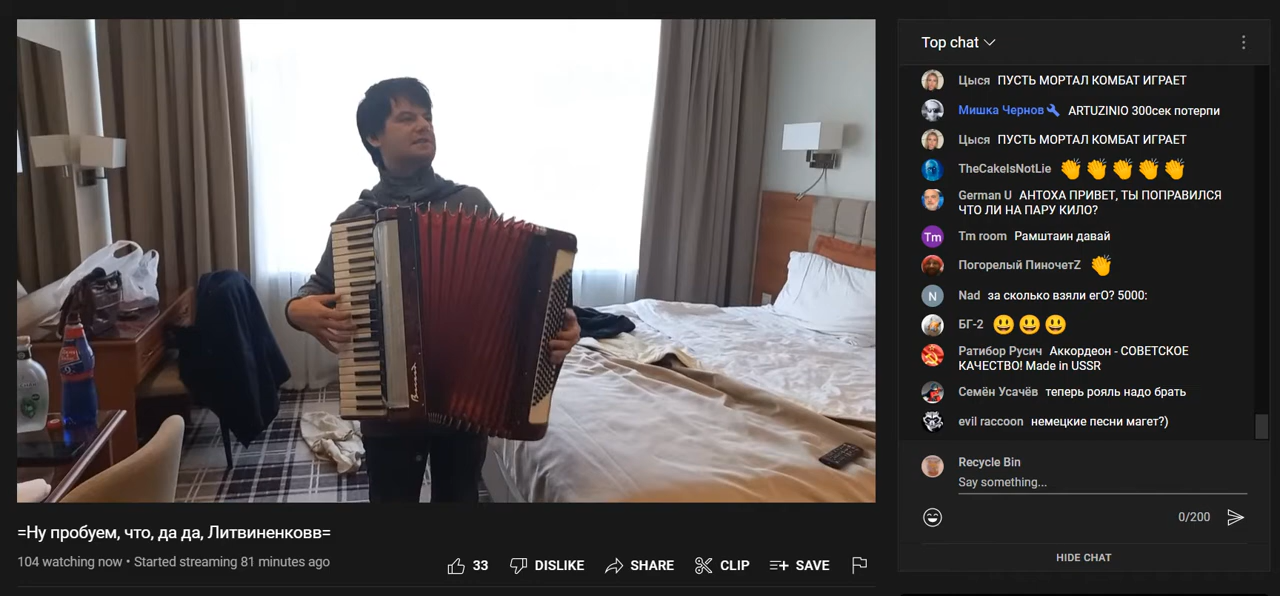 =Ну пробуем, что, да да, Литвиненковв=
104 watching now • Started streaming 81 minutes ago
33
DISLIKE
SHARE
CLIP
SAVE
Top chat
Цыся ПУСТЬ МОРТАЛ КОМБАТ ИГРАЕТ
Мишка Чернов ARTUZINIO 300сек потерпи
Цыся ПУСТЬ МОРТАЛ КОМБАТ ИГРАЕТ
TheCakeIsNotLie 👏👏👏👏👏
German U АНТОХА ПРИВЕТ, ТЫ ПОПРАВИЛСЯ
ЧТО ЛИ НА ПАРУ КИЛО?
Tm
Tm room Рамштаин давай
Погорелый ПиночетZ 👏
N
Nad за сколько взяли егО? 5000:
БГ-2 😃😃😃
Ратибор Русич Аккордеон - СОВЕТСКОЕ
КАЧЕСТВО! Made in USSR
Семён Усачёв теперь рояль надо брать
evil raccoon немецкие песни магет?)
Recycle Bin
Say something...
0/200
HIDE CHAT